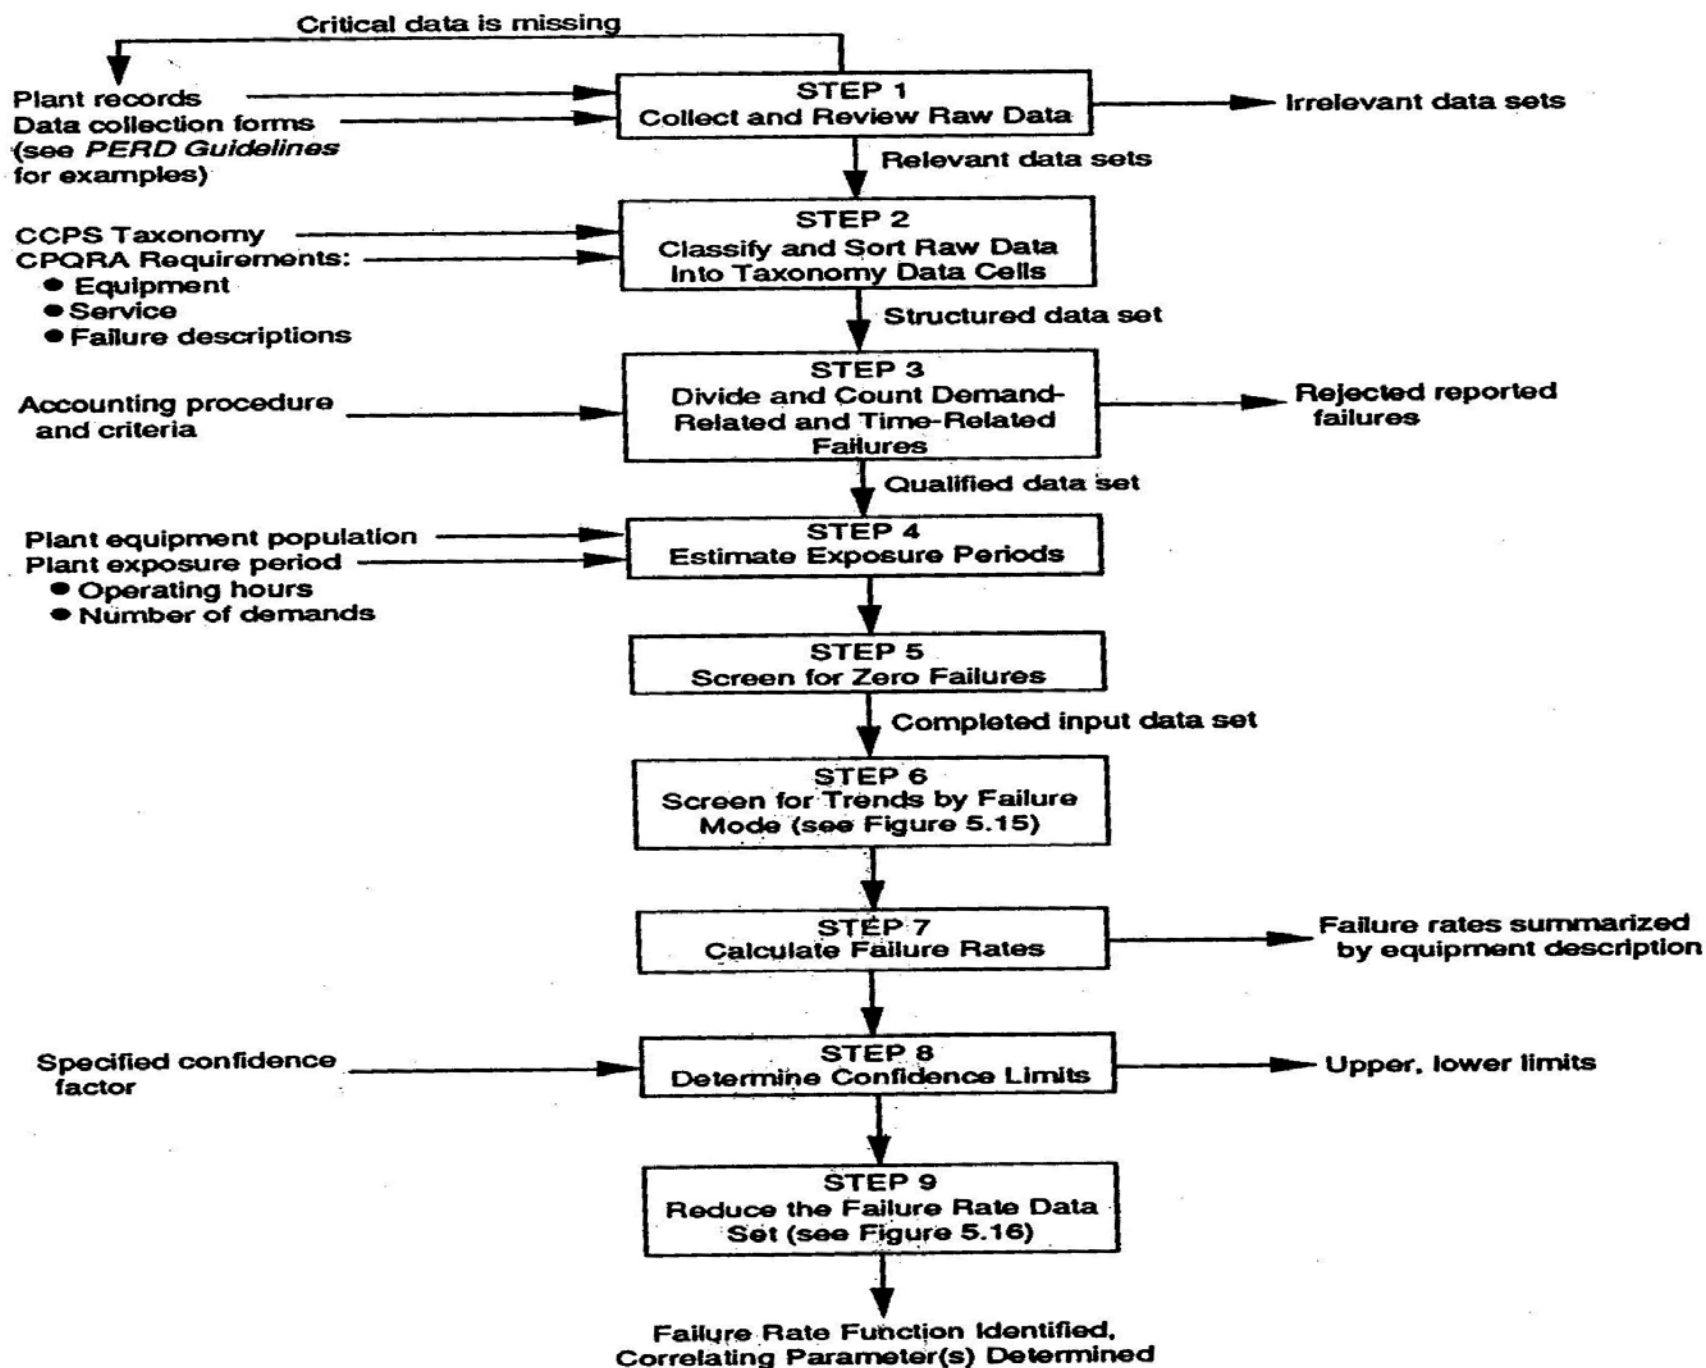 Critical data is missing
Plant records
Data collection forms
(see PERD Guidelines
for examples)
STEP 1
Collect and Review Raw Data
Irrelevant data sets
Relevant data sets
CCPS Taxonomy
CPQRA Requirements:
● Equipment
● Service
● Failure descriptions
STEP 2
Classify and Sort Raw Data
Into Taxonomy Data Cells
Structured data set
Accounting procedure
and criteria
STEP 3
Divide and Count Demand-
Related and Time-Related
Failures
Rejected reported
failures
Qualified data set
Plant equipment population
Plant exposure period
● Operating hours
● Number of demands
STEP 4
Estimate Exposure Periods
STEP 5
Screen for Zero Failures
Completed input data set
STEP 6
Screen for Trends by Failure
Mode (see Figure 5.15)
STEP 7
Calculate Failure Rates
Failure rates summarized
by equipment description
Specified confidence
factor
STEP 8
Determine Confidence Limits
Upper, lower limits
STEP 9
Reduce the Failure Rate Data
Set (see Figure 5.16)
Failure Rate Function Identified,
Correlating Parameter(s) Determined